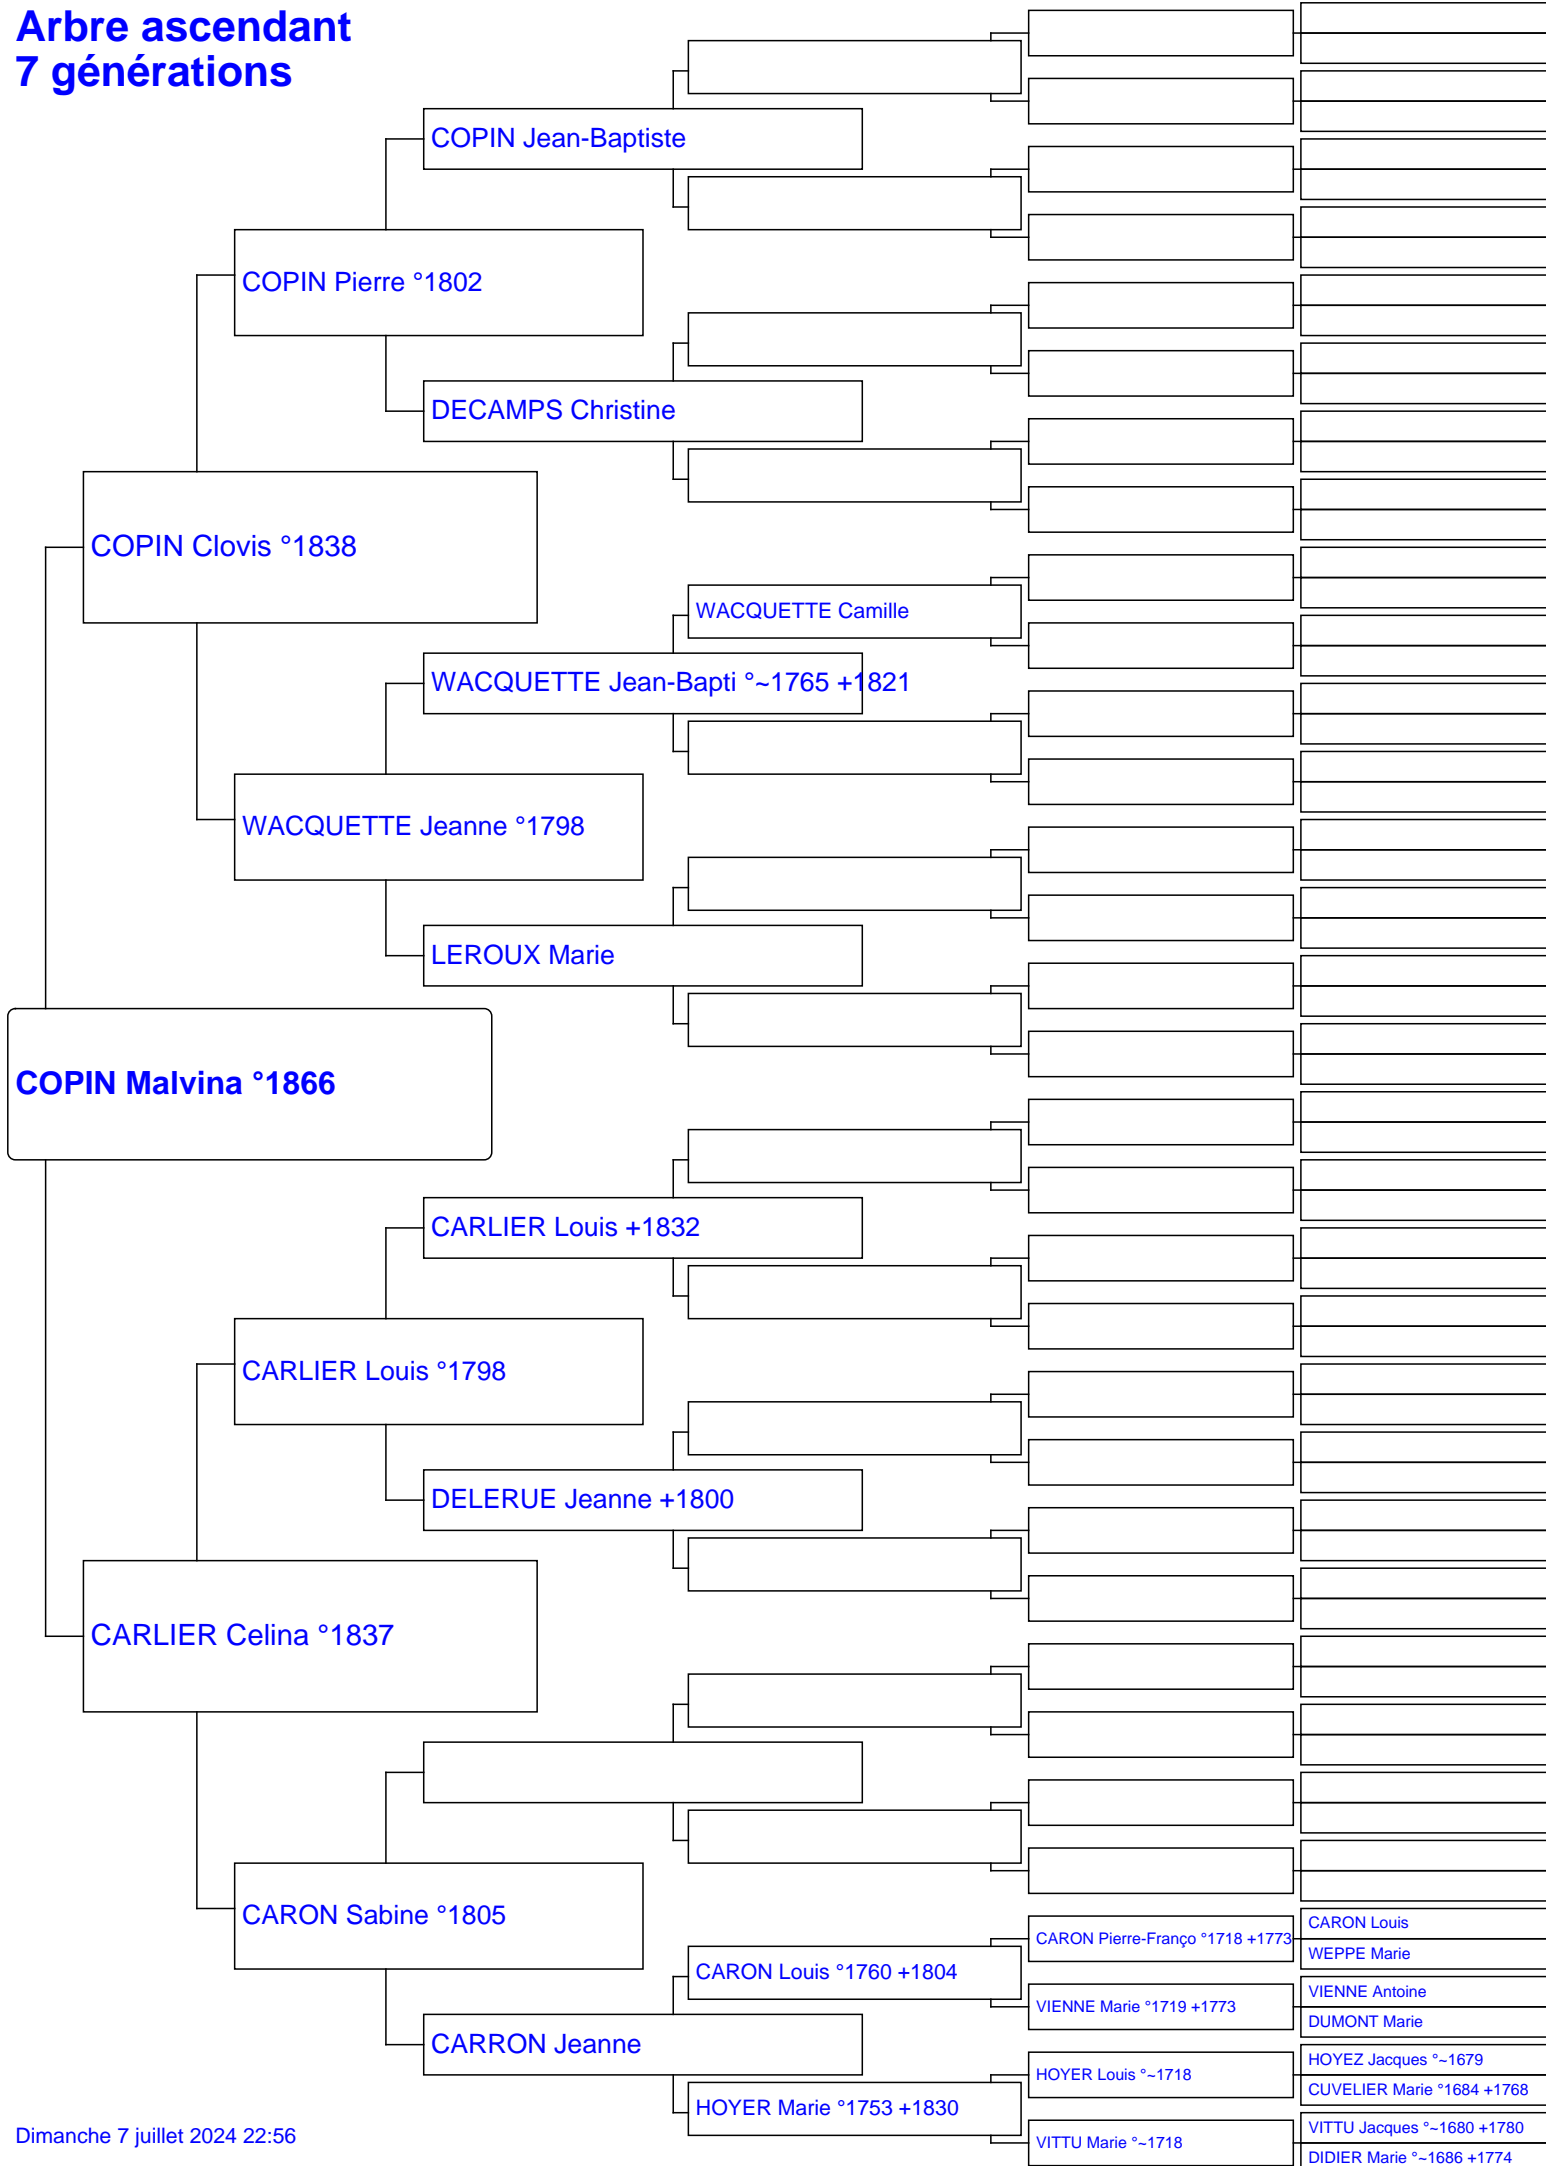 Arbre ascendant
7 générations
COPIN Jean-Baptiste
COPIN Pierre °1802
DECAMPS Christine
COPIN Clovis °1838
WACQUETTE Camille
WACQUETTE Jean-Bapti °~1765 +1821
WACQUETTE Jeanne °1798
LEROUX Marie
COPIN Malvina °1866
CARLIER Louis +1832
CARLIER Louis °1798
DELERUE Jeanne +1800
CARLIER Celina °1837
CARON Sabine °1805
CARON Louis
CARON Pierre-Franço °1718 +1773
WEPPE Marie
CARON Louis °1760 +1804
VIENNE Antoine
VIENNE Marie °1719 +1773
DUMONT Marie
CARRON Jeanne
HOYEZ Jacques °~1679
HOYER Louis °~1718
CUVELIER Marie °1684 +1768
HOYER Marie °1753 +1830
VITTU Jacques °~1680 +1780
VITTU Marie °~1718
DIDIER Marie °~1686 +1774
Dimanche 7 juillet 2024 22:56